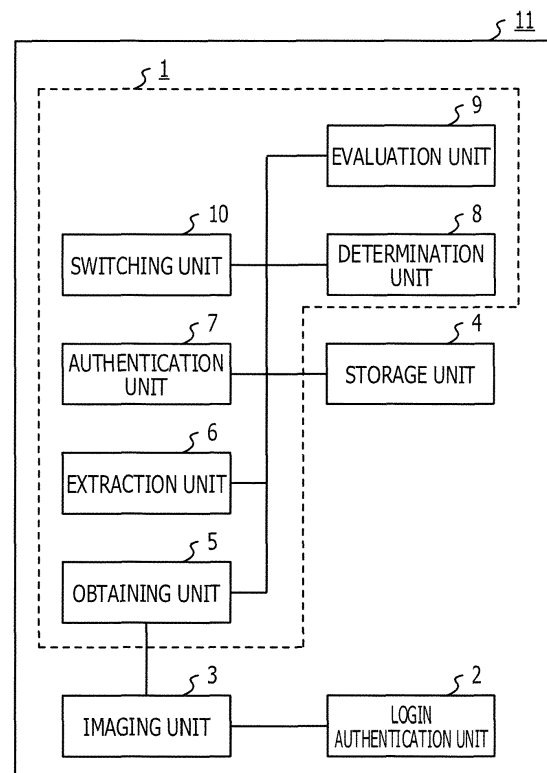 11
1
9
EVALUATION UNIT
10
SWITCHING UNIT
8
DETERMINATION
UNIT
7
AUTHENTICATION
UNIT
4
STORAGE UNIT
6
EXTRACTION UNIT
5
OBTAINING UNIT
3
IMAGING UNIT
2
LOGIN
AUTHENTICATION UNIT